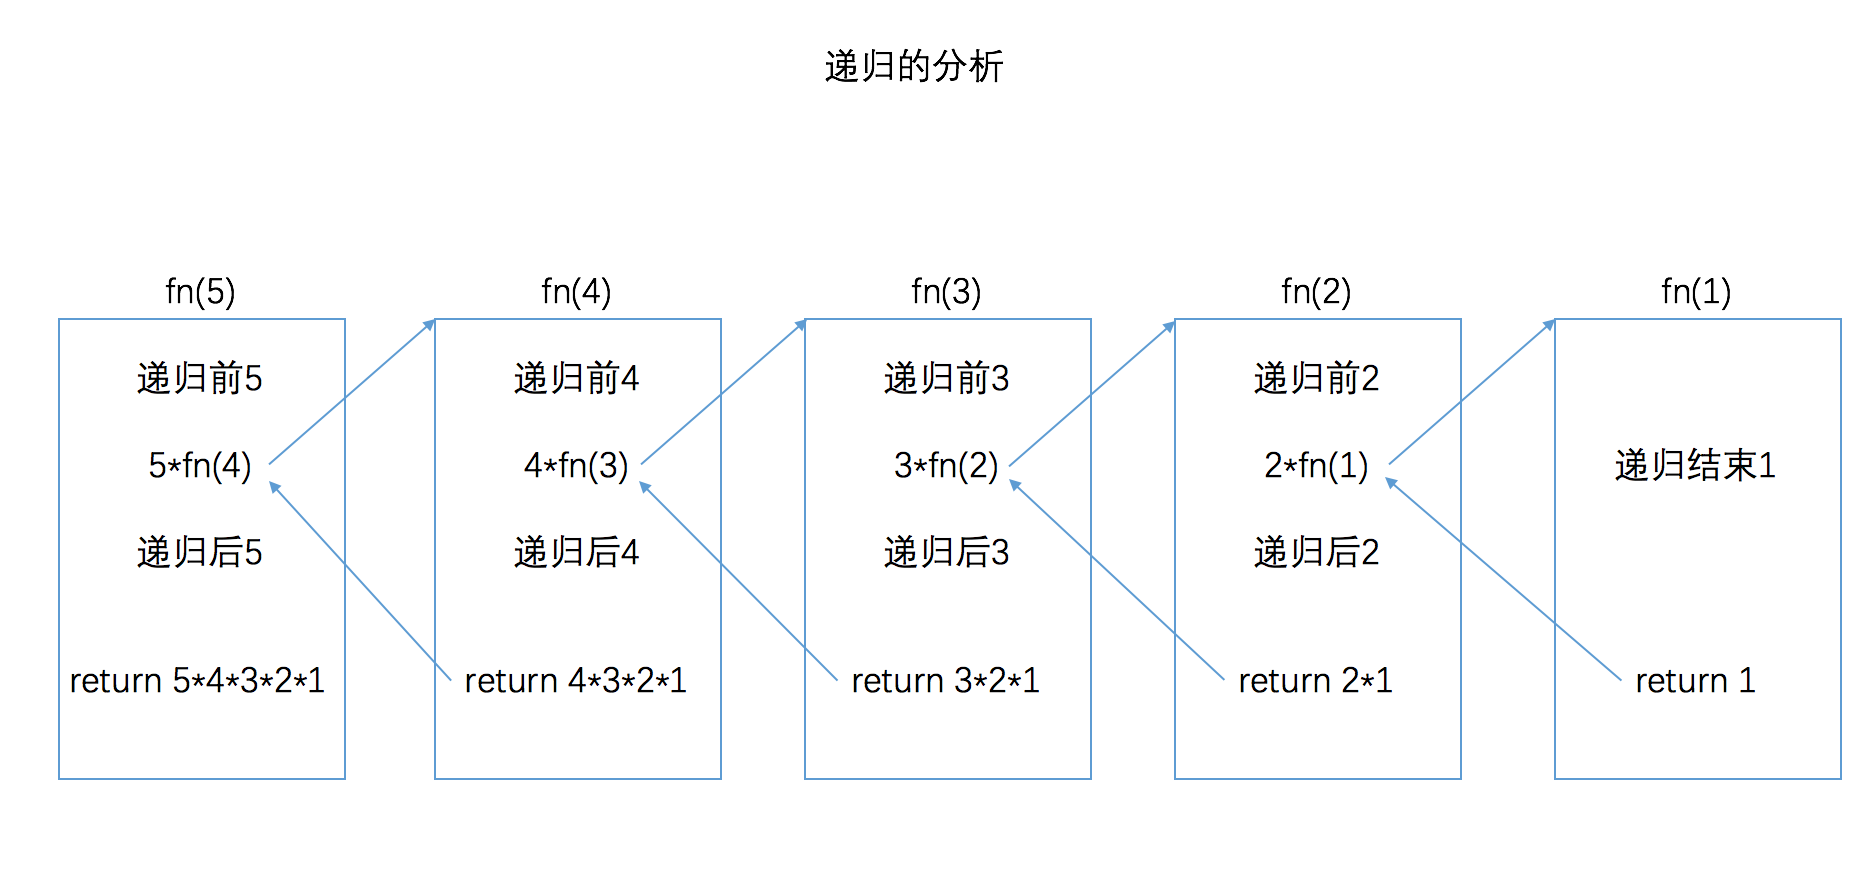 递归的分析
fn(5)
递归前5
5*fn(4)
递归后5
return 5*4*3*2*1
fn(4)
递归前4
4*fn(3)
递归后4
return 4*3*2*1
fn(3)
递归前3
3*fn(2)
递归后3
return 3*2*1
fn(2)
递归前2
2*fn(1)
递归后2
return 2*1
fn(1)
递归结束1
return 1